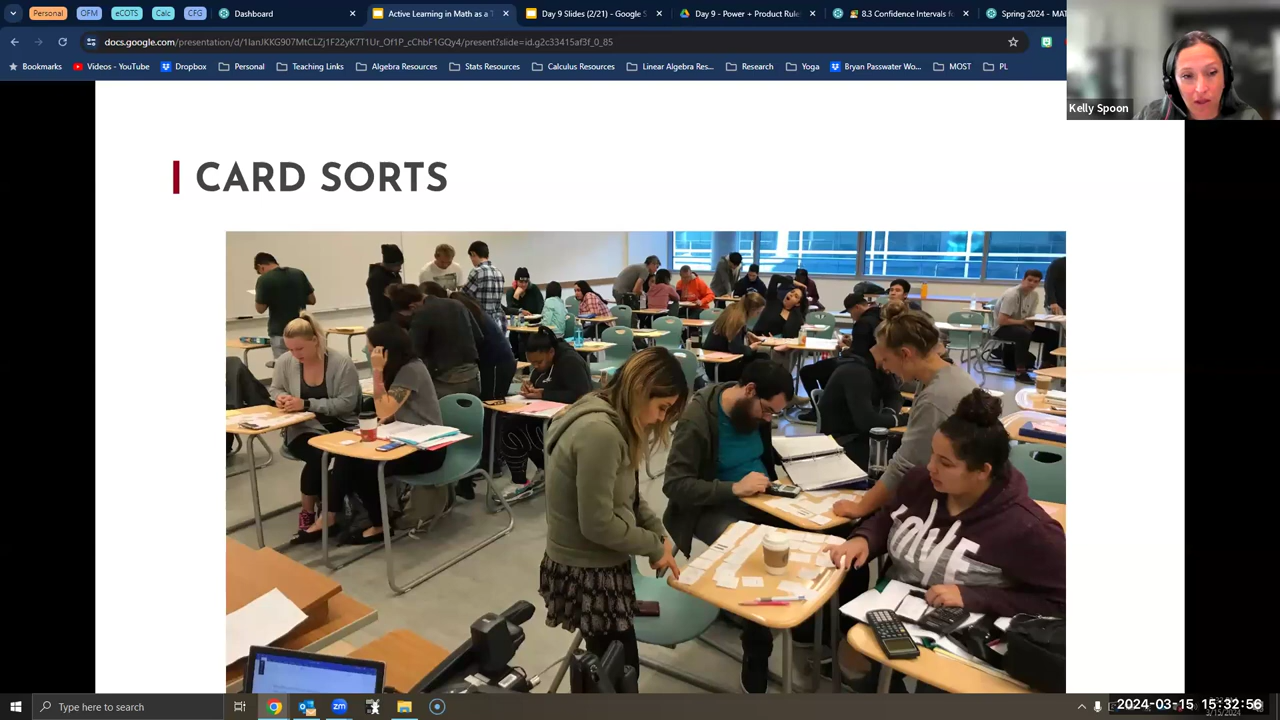 Personal
OFM
eCOTS
Calc
CFG
Dashboard
Active Learning in Math as a T
Day 9 Slides (2/21) - Google S
Day 9 - Power + Product Rule
8.3 Confidence Intervals for
Spring 2024 - MAT
docs.google.com/presentation/d/1IanJKKG907MtCLZj1F22yK7T1Ur_Of1P_cChbF1GQy4/present?slide=id.g2c33415af3f_0_85
Bookmarks
Videos - YouTube
Dropbox
Personal
Teaching Links
Algebra Resources
Stats Resources
Calculus Resources
Linear Algebra Res...
Research
Yoga
Bryan Passwater Wo...
MOST
PL
Kelly Spoon
CARD SORTS
LOVE
Type here to search
2024-03-15 15:32:56